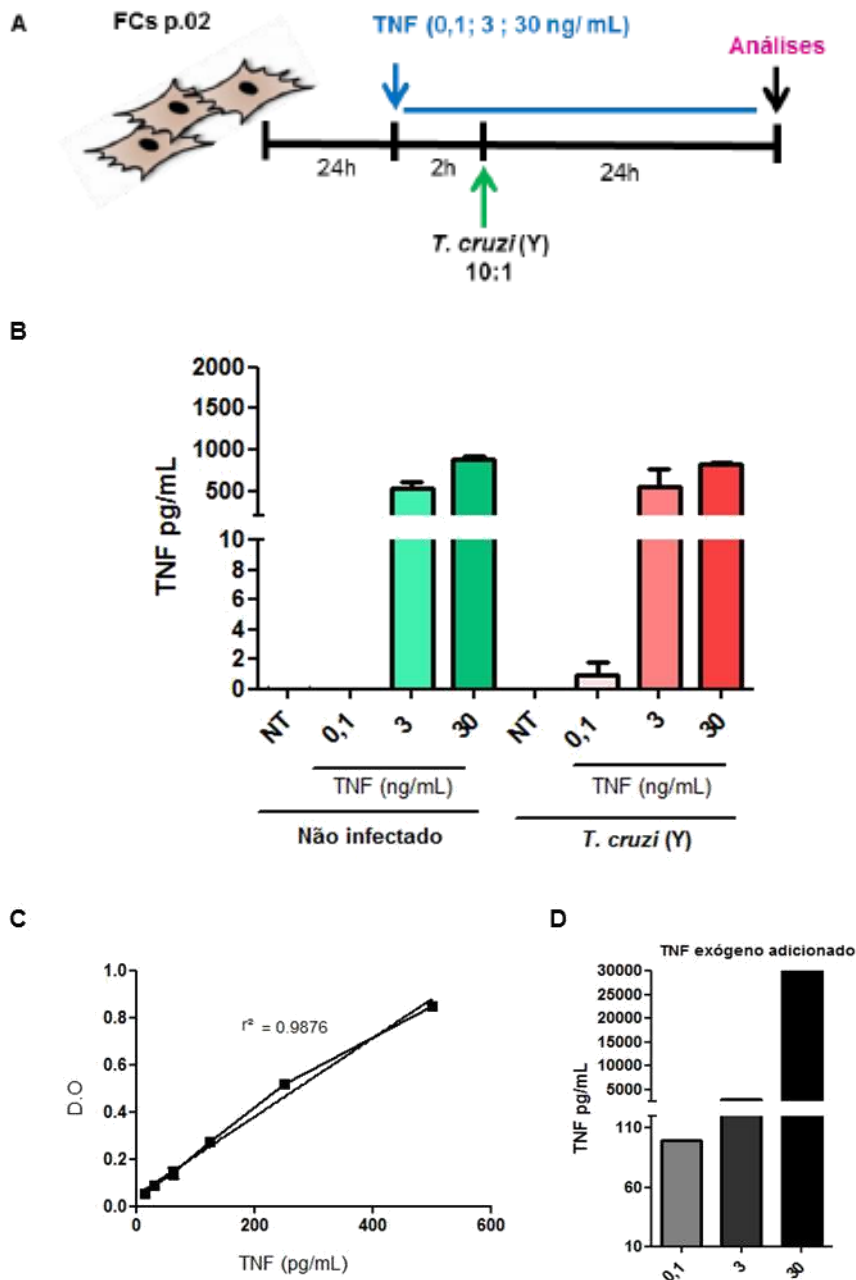 A
FCs p.02
TNF (0,1; 3 ; 30 ng/mL)
Análises
24h
2h
24h
T. cruzi (Y)
10:1
B
TNF pg/mL
2000
1500
1000
500
10
8
6
4
2
0
NT
0,1
3
30
NT
0,1
3
30
TNF (ng/mL)
TNF (ng/mL)
Não infectado
T. cruzi (Y)
C
D.O
1.0
0.8
0.6
0.4
0.2
0.0
r² = 0.9876
0
200
400
600
TNF (pg/mL)
D
TNF exógeno adicionado
TNF pg/mL
30000
25000
20000
15000
10000
5000
110
60
10
0,1
3
30